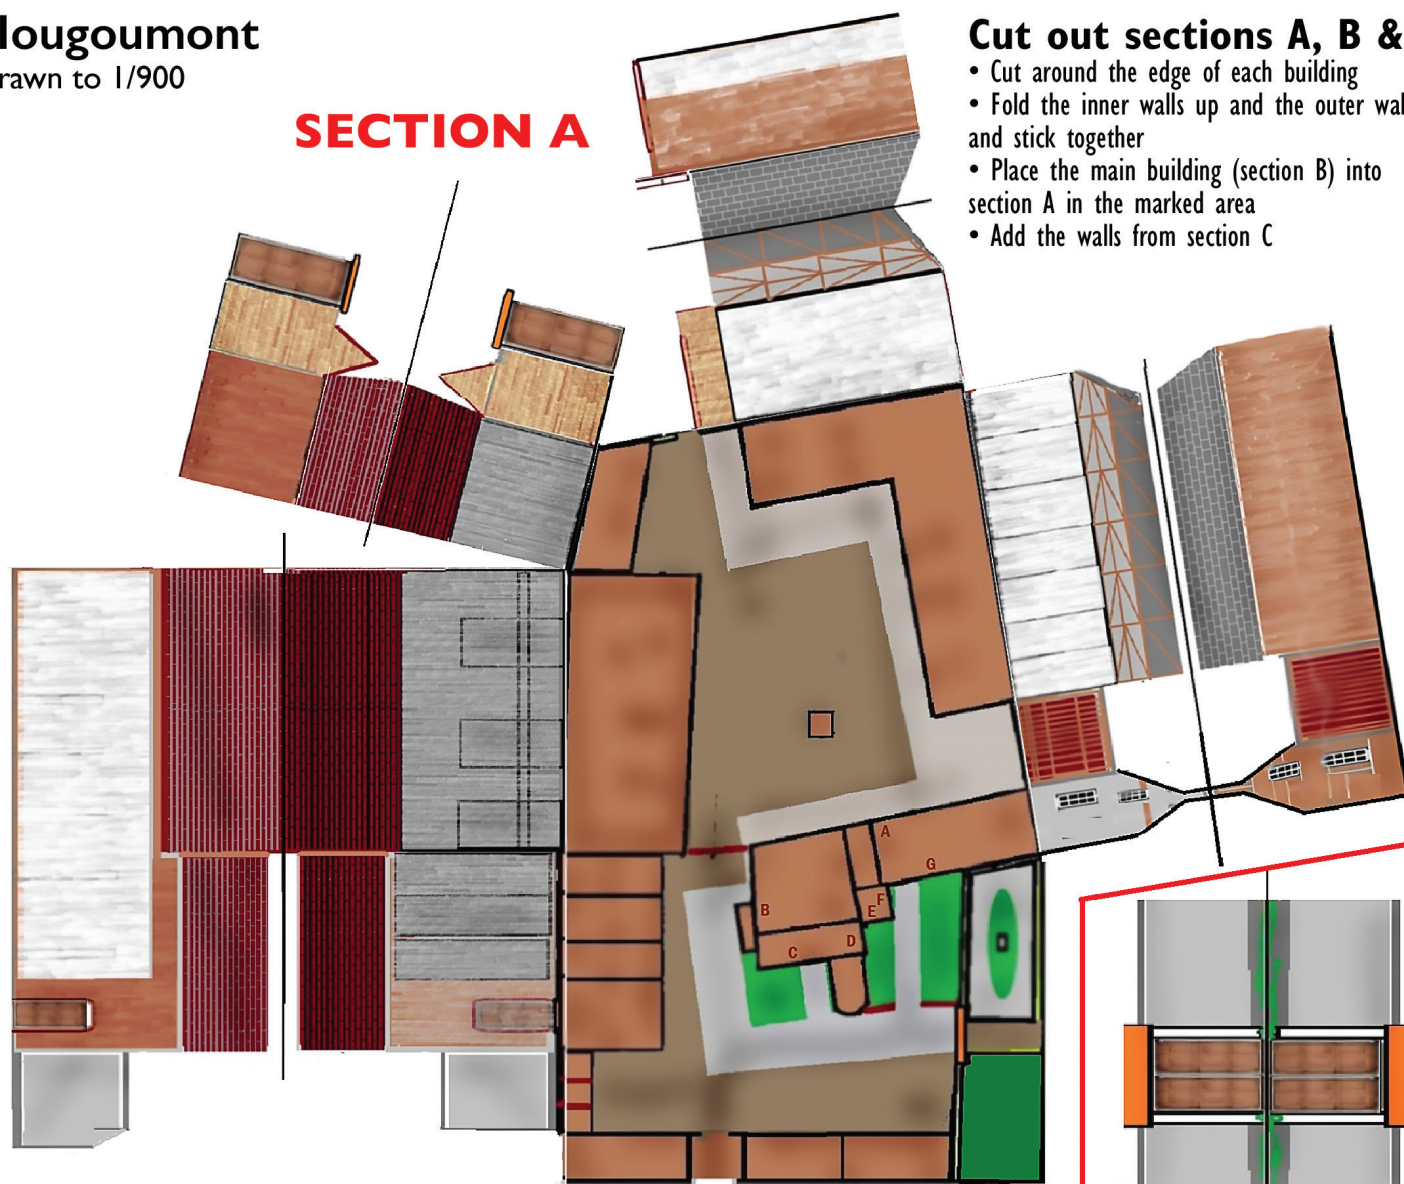 lougoumont
rawn to 1/900
SECTION A
Cut out sections A, B &
• Cut around the edge of each building
• Fold the inner walls up and the outer wal
and stick together
• Place the main building (section B) into
section A in the marked area
• Add the walls from section C
A
G
F
B
E
D
C